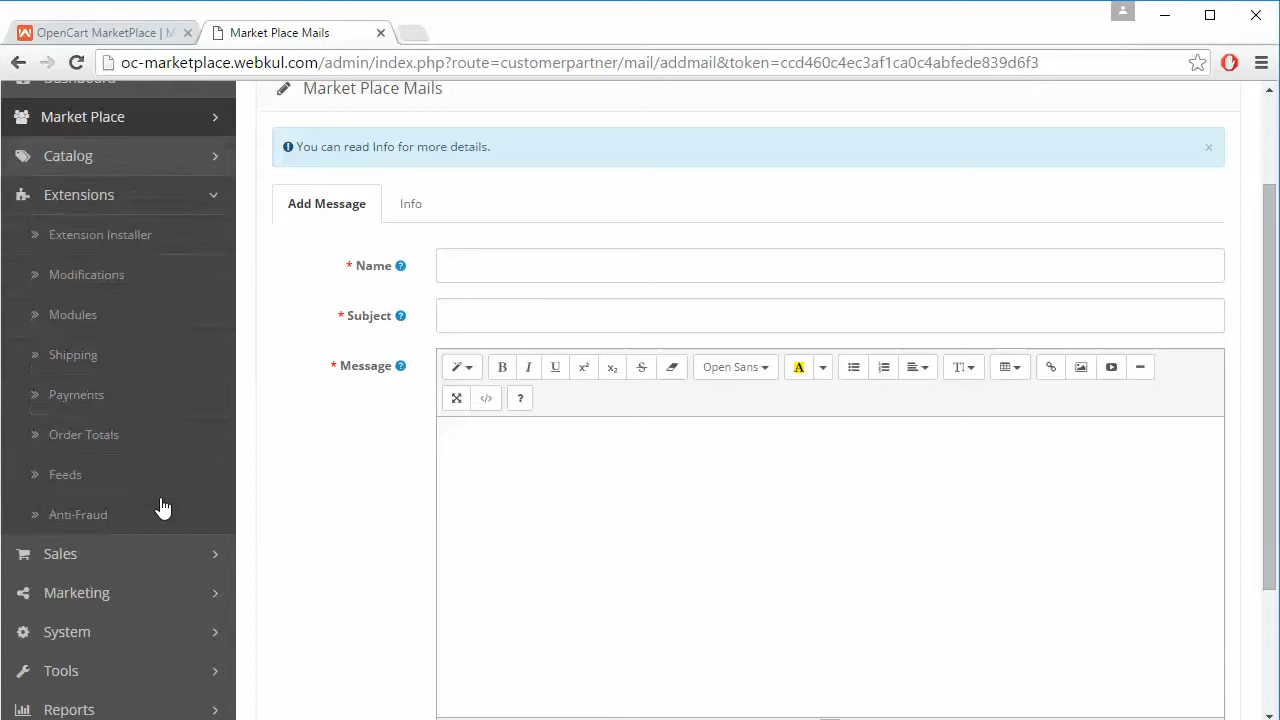 OpenCart MarketPlace | M
Market Place Mails
oc-marketplace.webkul.com/admin/index.php?route=customerpartner/mail/addmail&token=ccd460c4ec3af1ca0c4abfede839d6f3
Dashboard
Market Place
Catalog
Extensions
Extension Installer
Modifications
Modules
Shipping
Payments
Order Totals
Feeds
Anti-Fraud
Sales
Marketing
System
Tools
Reports
Market Place Mails
You can read Info for more details.
Add Message
Info
* Name
* Subject
* Message
B I U x² x₂ S Open Sans A TI
</> ?